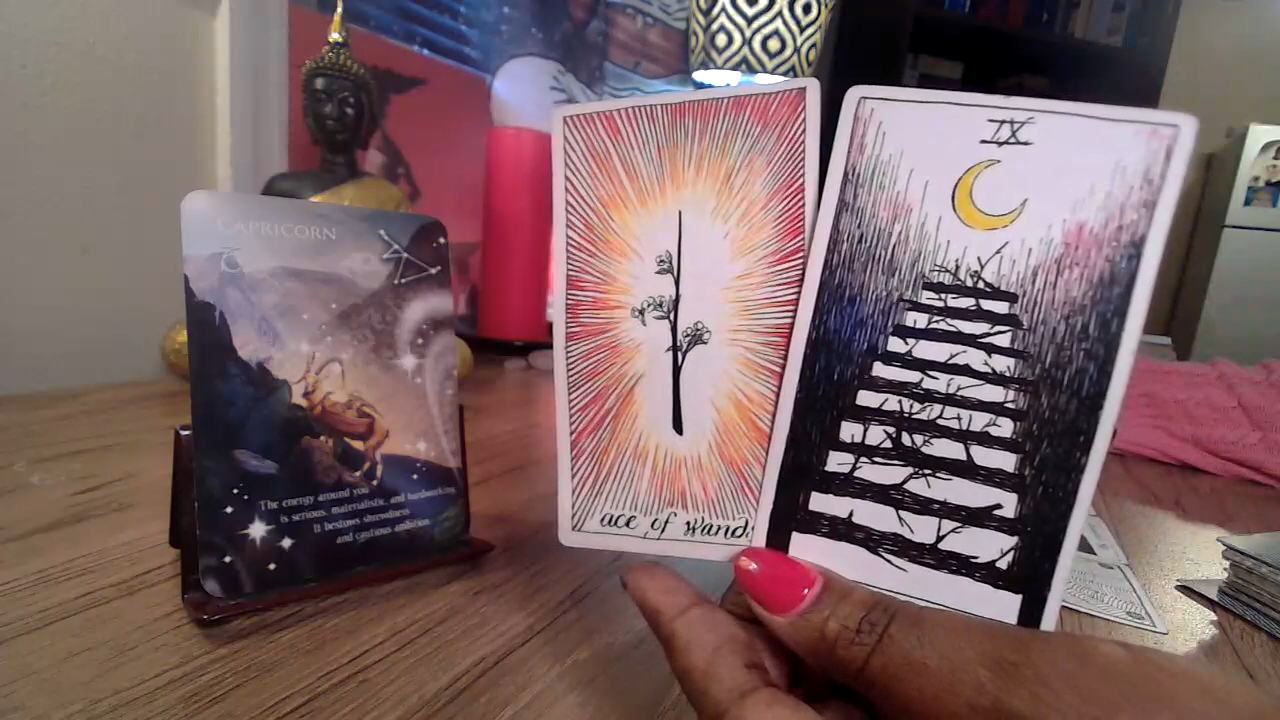 CAPRICORN
The energy around you
is serious, materialistic, and hardworking.
It bestows shrewdness
and cautious ambition.
ace of wands
IX